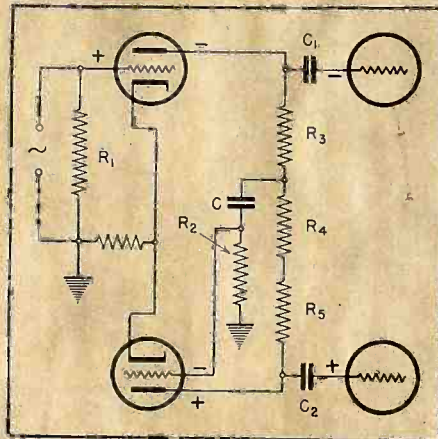 + − C₁
−
~ R₁ R₃
C
R₂ R₄
R₅
−
+ C₂ +